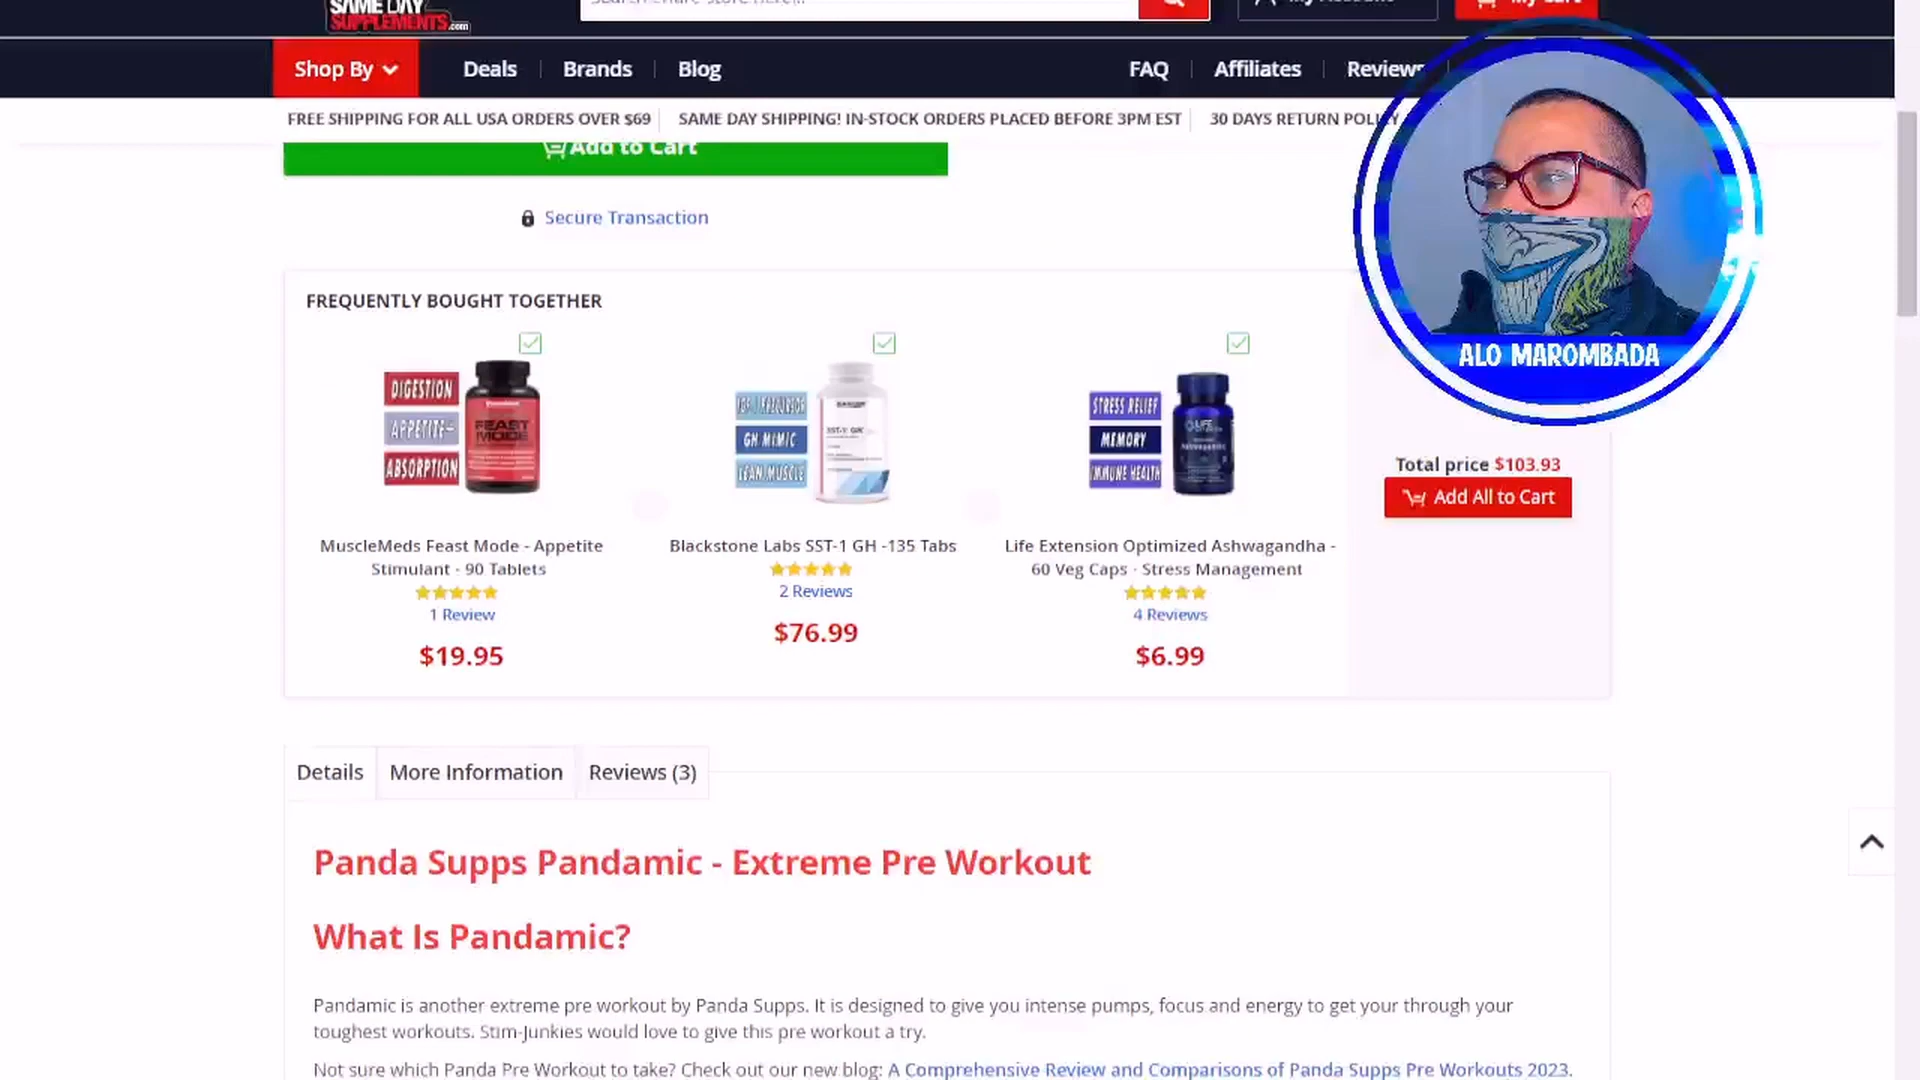 SAME DAY
SUPPLEMENTS.com
My Account
My Cart
Shop By
Deals
Brands
Blog
FAQ
Affiliates
Reviews
FREE SHIPPING FOR ALL USA ORDERS OVER $69
SAME DAY SHIPPING! IN-STOCK ORDERS PLACED BEFORE 3PM EST
30 DAYS RETURN POLICY
ALO MAROMBADA
Add to Cart
Secure Transaction
FREQUENTLY BOUGHT TOGETHER
DIGESTION
APPETITE
ABSORPTION
FEAST
MODE
GH MIMIC
LEAN MUSCLE
SST-1 GH
STRESS RELIEF
MEMORY
IMMUNE HEALTH
LIFE
Total price $103.93
Add All to Cart
MuscleMeds Feast Mode - Appetite
Stimulant - 90 Tablets
1 Review
$19.95
Blackstone Labs SST-1 GH -135 Tabs
2 Reviews
$76.99
Life Extension Optimized Ashwagandha -
60 Veg Caps - Stress Management
4 Reviews
$6.99
Details
More Information
Reviews (3)
Panda Supps Pandamic - Extreme Pre Workout
What Is Pandamic?
Pandamic is another extreme pre workout by Panda Supps. It is designed to give you intense pumps, focus and energy to get your through your
toughest workouts. Stim-Junkies would love to give this pre workout a try.
Not sure which Panda Pre Workout to take? Check out our new blog: A Comprehensive Review and Comparisons of Panda Supps Pre Workouts 2023.